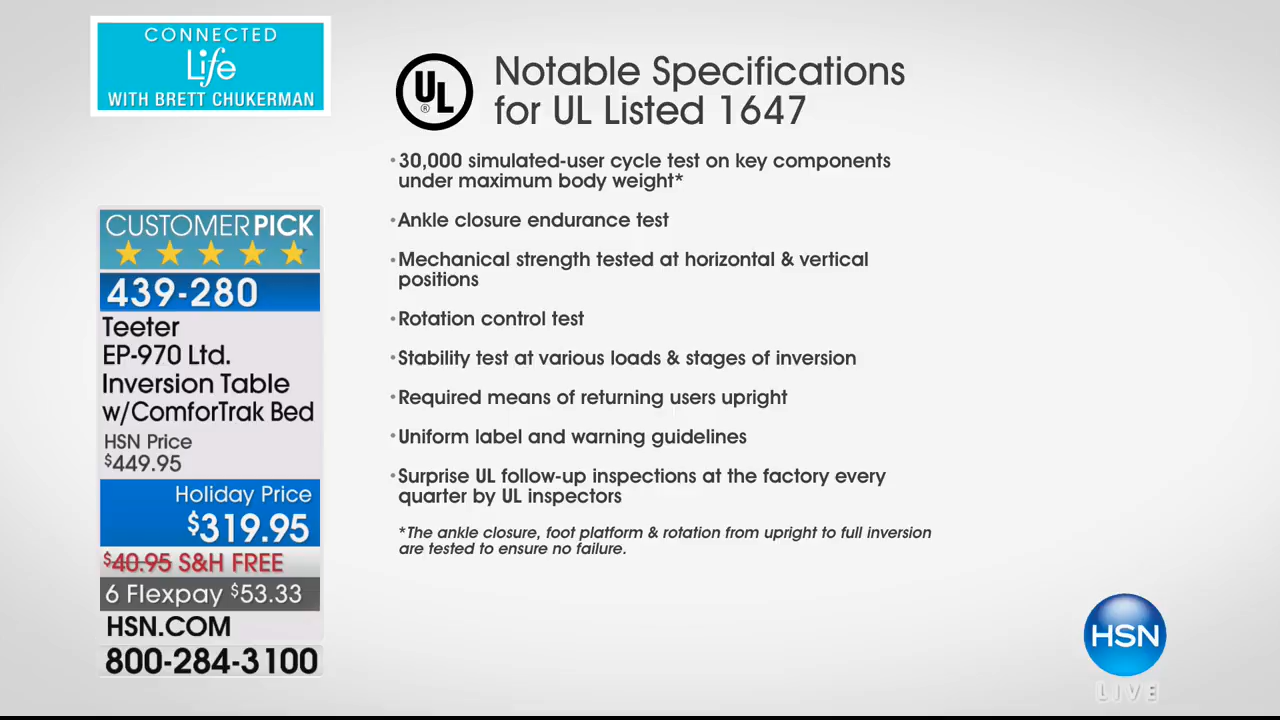 CONNECTED
Life
WITH BRETT CHUKERMAN
UL
®
Notable Specifications
for UL Listed 1647
•30,000 simulated-user cycle test on key components
under maximum body weight*
•Ankle closure endurance test
•Mechanical strength tested at horizontal & vertical
positions
•Rotation control test
•Stability test at various loads & stages of inversion
•Required means of returning users upright
•Uniform label and warning guidelines
•Surprise UL follow-up inspections at the factory every
quarter by UL inspectors
*The ankle closure, foot platform & rotation from upright to full inversion
are tested to ensure no failure.
CUSTOMER PICK
439-280
Teeter
EP-970 Ltd.
Inversion Table
w/ComforTrak Bed
HSN Price
$449.95
Holiday Price
$319.95
$40.95 S&H FREE
6 Flexpay $53.33
HSN.COM
800-284-3100
HSN
LIVE